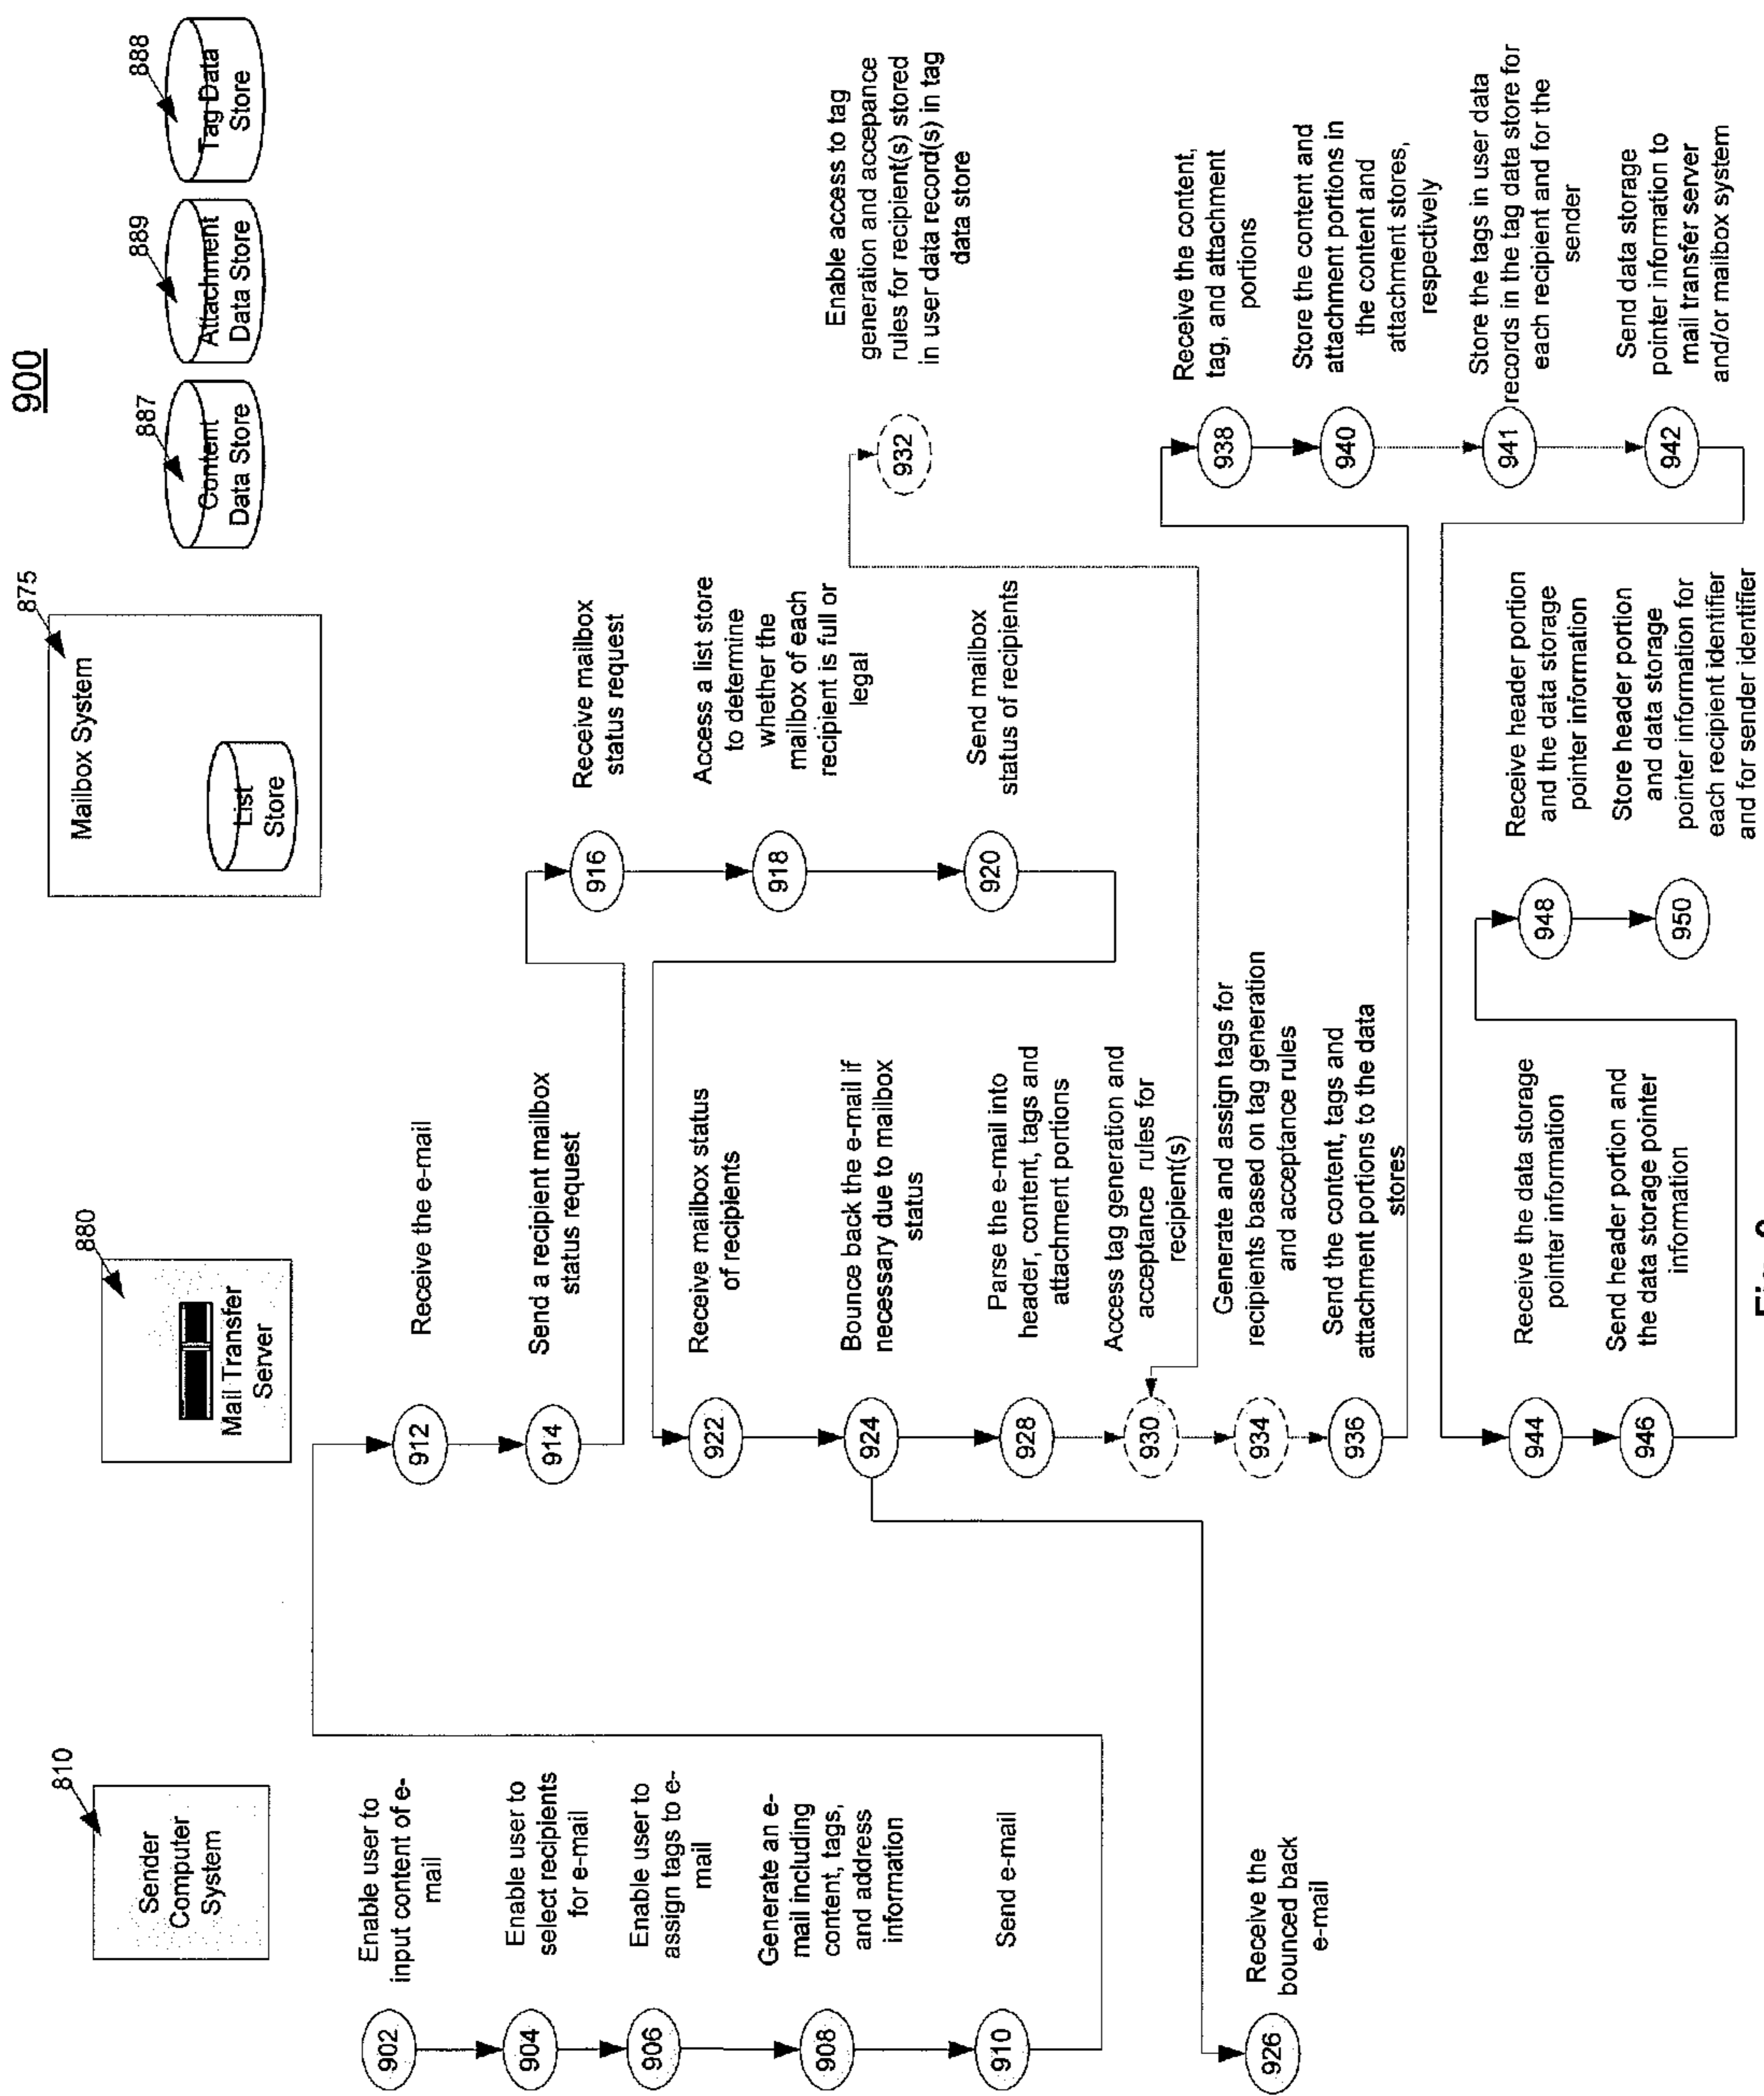 900
810
Sender
Computer
System
880
Mail Transfer
Server
875
Mailbox System
List
Store
887
Content
Data Store
889
Attachment
Data Store
888
Tag Data
Store
902
Enable user to
input content of e-
mail
904
Enable user to
select recipients
for e-mail
906
Enable user to
assign tags to e-
mail
908
Generate an e-
mail including
content, tags,
and address
information
910
Send e-mail
912
Receive the e-mail
914
Send a recipient mailbox
status request
916
Receive mailbox
status request
918
Access a list store
to determine
whether the
mailbox of each
recipient is full or
legal
920
Send mailbox
status of recipients
922
Receive mailbox status
of recipients
924
Bounce back the e-mail if
necessary due to mailbox
status
926
Receive the
bounced back
e-mail
928
Parse the e-mail into
header, content, tags and
attachment portions
930
Access tag generation and
acceptance rules for
recipient(s)
932
Enable access to tag
generation and accepance
rules for recipient(s) stored
in user data record(s) in tag
data store
934
Generate and assign tags for
recipients based on tag generation
and acceptance rules
936
Send the content, tags and
attachment portions to the data
stores
938
Receive the content,
tag, and attachment
portions
940
Store the content and
attachment portions in
the content and
attachment stores,
respectively
941
Store the tags in user data
records in the tag data store for
each recipient and for the
sender
942
Send data storage
pointer information to
mail transfer server
and/or mailbox system
944
Receive the data storage
pointer information
946
Send header portion and
the data storage pointer
information
948
Receive header portion
and the data storage
pointer information
950
Store header portion
and data storage
pointer information for
each recipient identifier
and for sender identifier